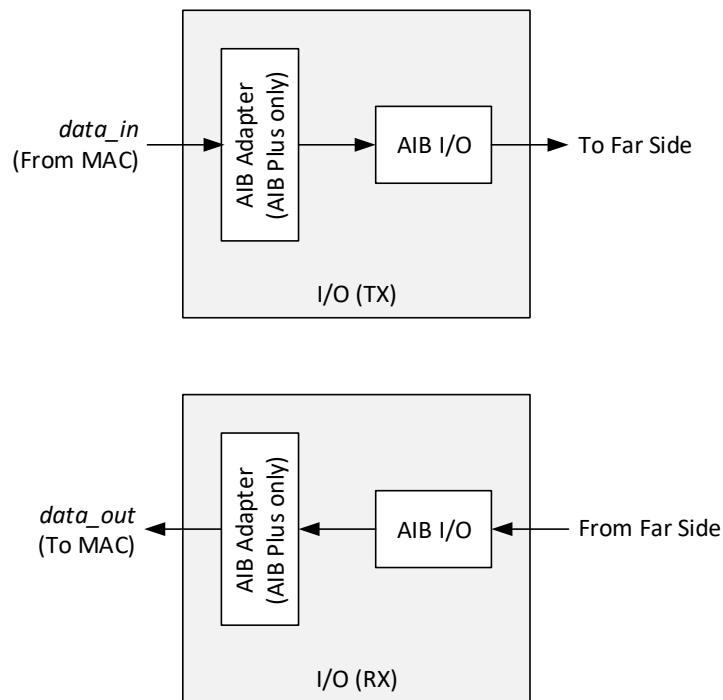 data_in
(From MAC)
AIB Adapter
(AIB Plus only)
AIB I/O
To Far Side
I/O (TX)
data_out
(To MAC)
AIB Adapter
(AIB Plus only)
AIB I/O
From Far Side
I/O (RX)